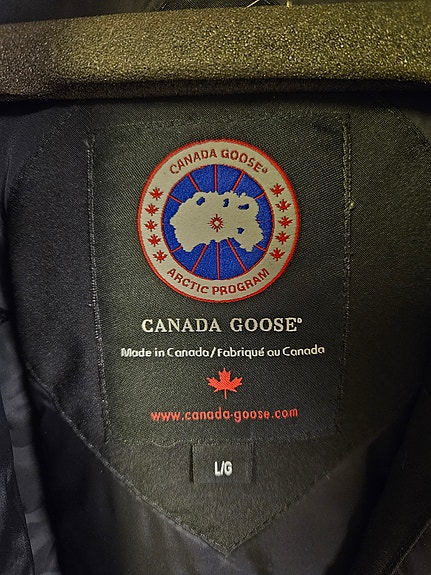 CANADA GOOSE®
ARCTIC PROGRAM
CANADA GOOSE®
Made in Canada/Fabriqué au Canada
www.canada-goose.com
L/G